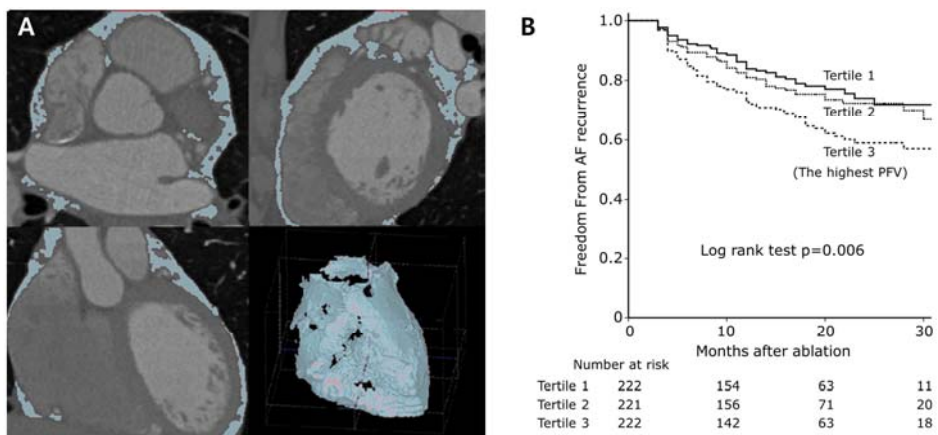 A
B
1.0
0.8
0.6
0.4
0.2
0.0
Freedom From AF recurrence
Tertile 1
Tertile 2
Tertile 3
(The highest PFV)
Log rank test p=0.006
0 10 20 30
Months after ablation
Number at risk
Tertile 1 222 154 63 11
Tertile 2 221 156 71 20
Tertile 3 222 142 63 18